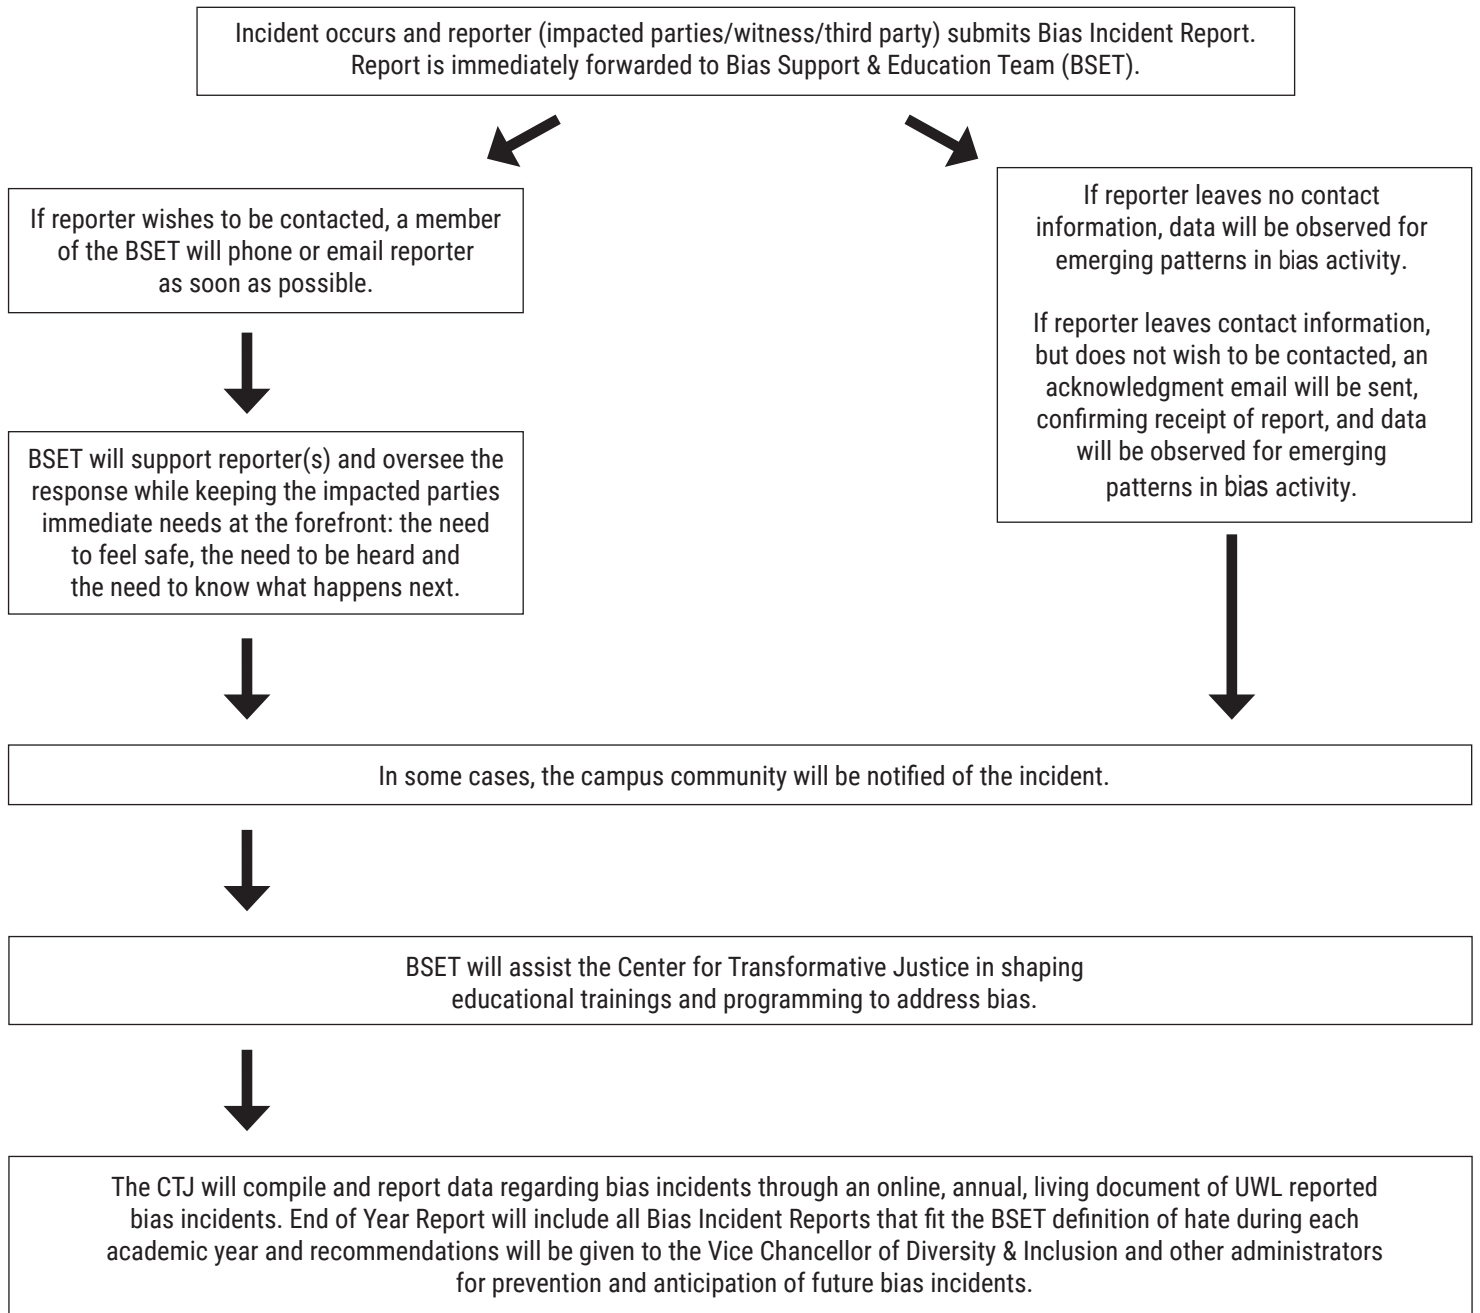 Incident occurs and reporter (impacted parties/witness/third party) submits Bias Incident Report.
Report is immediately forwarded to Bias Support & Education Team (BSET).
If reporter wishes to be contacted, a member
of the BSET will phone or email reporter
as soon as possible.
BSET will support reporter(s) and oversee the
response while keeping the impacted parties
immediate needs at the forefront: the need
to feel safe, the need to be heard and
the need to know what happens next.
If reporter leaves no contact
information, data will be observed for
emerging patterns in bias activity.
If reporter leaves contact information,
but does not wish to be contacted, an
acknowledgment email will be sent,
confirming receipt of report, and data
will be observed for emerging
patterns in bias activity.
In some cases, the campus community will be notified of the incident.
BSET will assist the Center for Transformative Justice in shaping
educational trainings and programming to address bias.
The CTJ will compile and report data regarding bias incidents through an online, annual, living document of UWL reported
bias incidents. End of Year Report will include all Bias Incident Reports that fit the BSET definition of hate during each
academic year and recommendations will be given to the Vice Chancellor of Diversity & Inclusion and other administrators
for prevention and anticipation of future bias incidents.